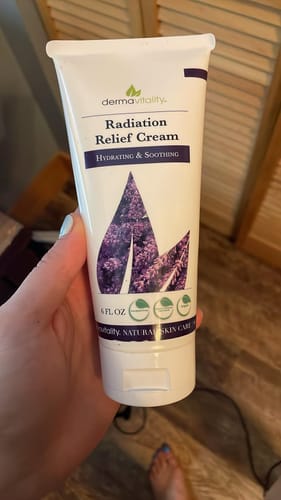 dermavitality
Radiation
Relief Cream
HYDRATING & SOOTHING
6 FL OZ
NATURAL SKIN CARE